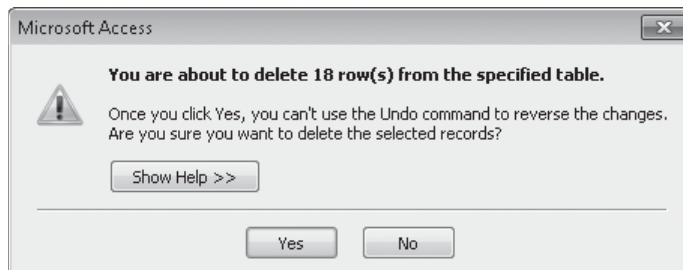 Microsoft Access
You are about to delete 18 row(s) from the specified table.
Once you click Yes, you can't use the Undo command to reverse the changes.
Are you sure you want to delete the selected records?
Show Help >>
Yes
No